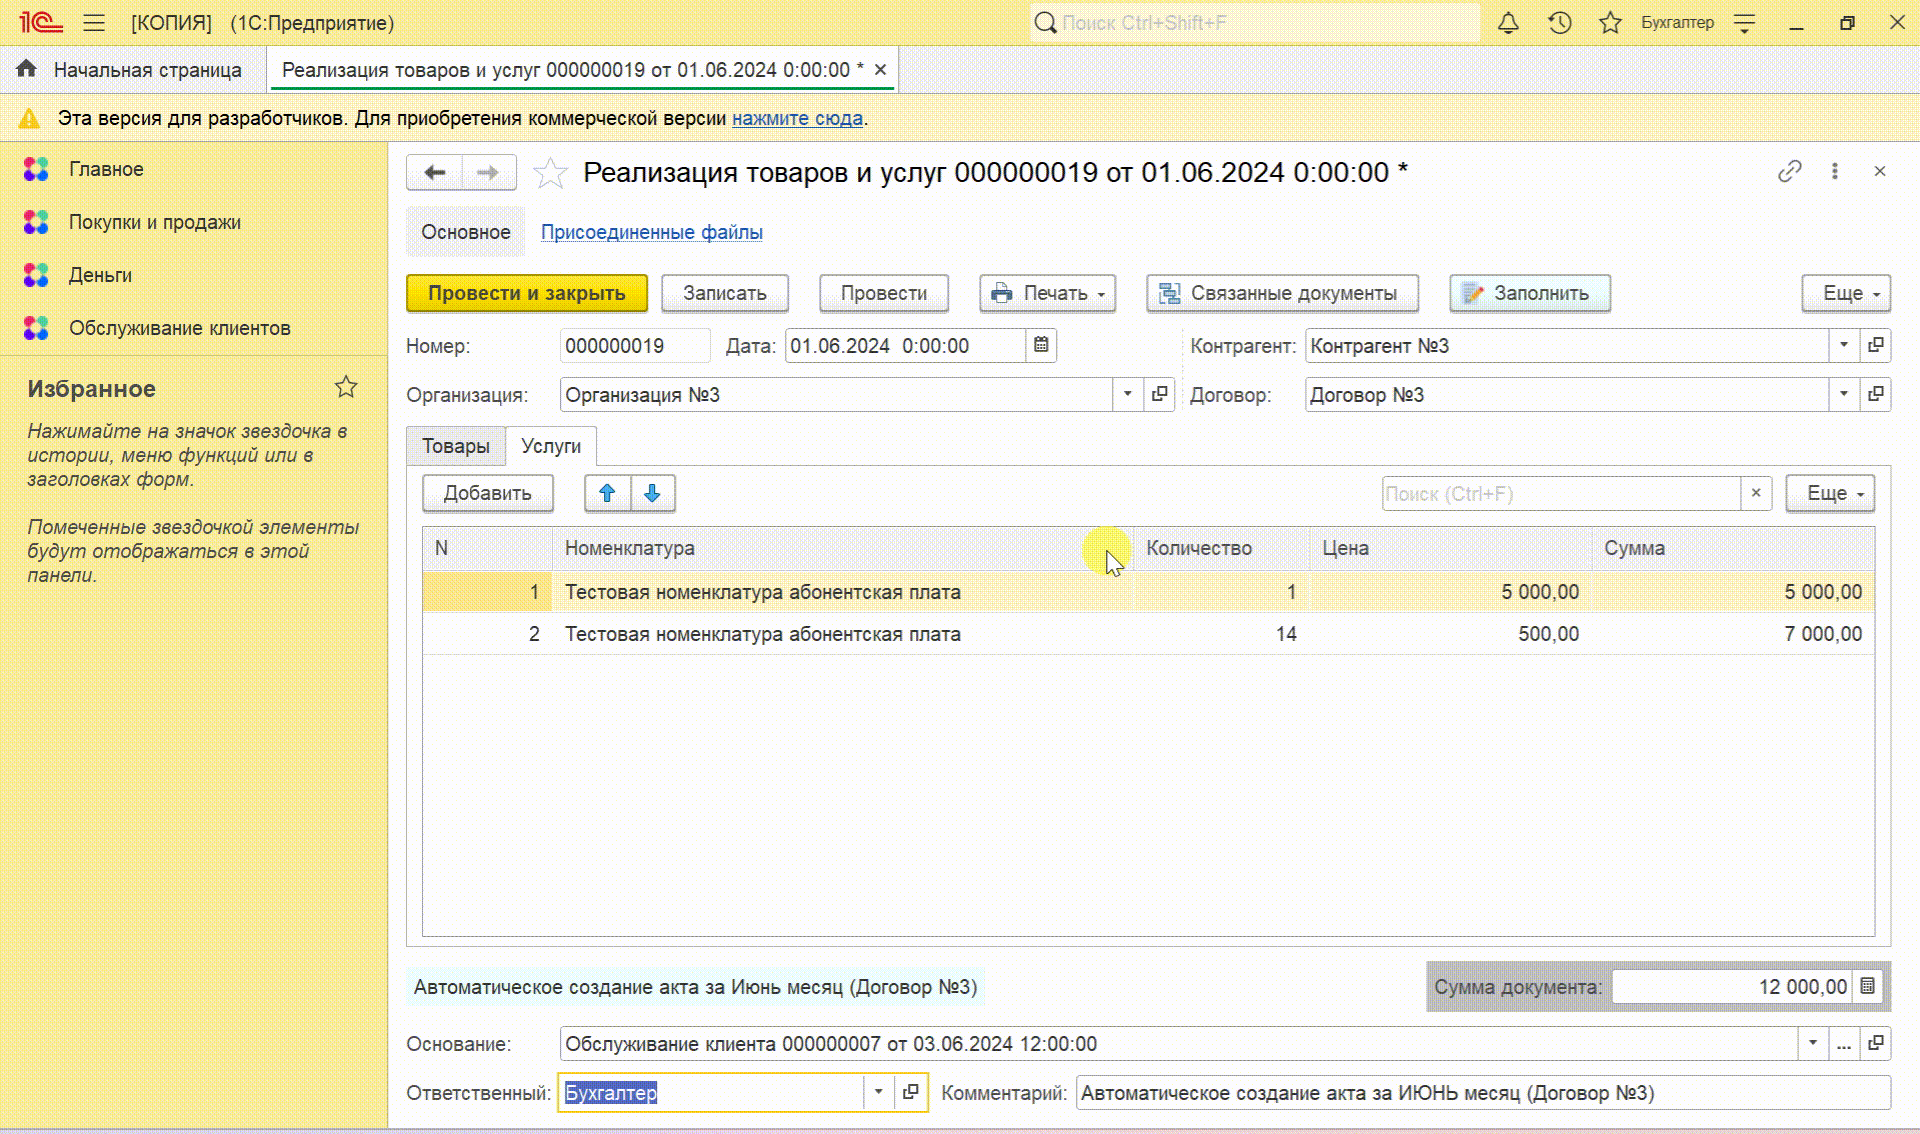 1С [КОПИЯ] (1С:Предприятие) Поиск Ctrl+Shift+F Бухгалтер
Начальная страница Реализация товаров и услуг 000000019 от 01.06.2024 0:00:00 * ×
Эта версия для разработчиков. Для приобретения коммерческой версии нажмите сюда.
Главное
Покупки и продажи
Деньги
Обслуживание клиентов
Избранное
Нажимайте на значок звездочка в
истории, меню функций или в
заголовках форм.
Помеченные звездочкой элементы
будут отображаться в этой
панели.
Реализация товаров и услуг 000000019 от 01.06.2024 0:00:00 *
Основное Присоединенные файлы
Провести и закрыть Записать Провести Печать Связанные документы Заполнить Еще
Номер: 000000019 Дата: 01.06.2024 0:00:00 Контрагент: Контрагент №3
Организация: Организация №3 Договор: Договор №3
Товары Услуги
Добавить Поиск (Ctrl+F) × Еще
N Номенклатура Количество Цена Сумма
1 Тестовая номенклатура абонентская плата 1 5 000,00 5 000,00
2 Тестовая номенклатура абонентская плата 14 500,00 7 000,00
Автоматическое создание акта за Июнь месяц (Договор №3) Сумма документа: 12 000,00
Основание: Обслуживание клиента 000000007 от 03.06.2024 12:00:00 ...
Ответственный: Бухгалтер Комментарий: Автоматическое создание акта за ИЮНЬ месяц (Договор №3)